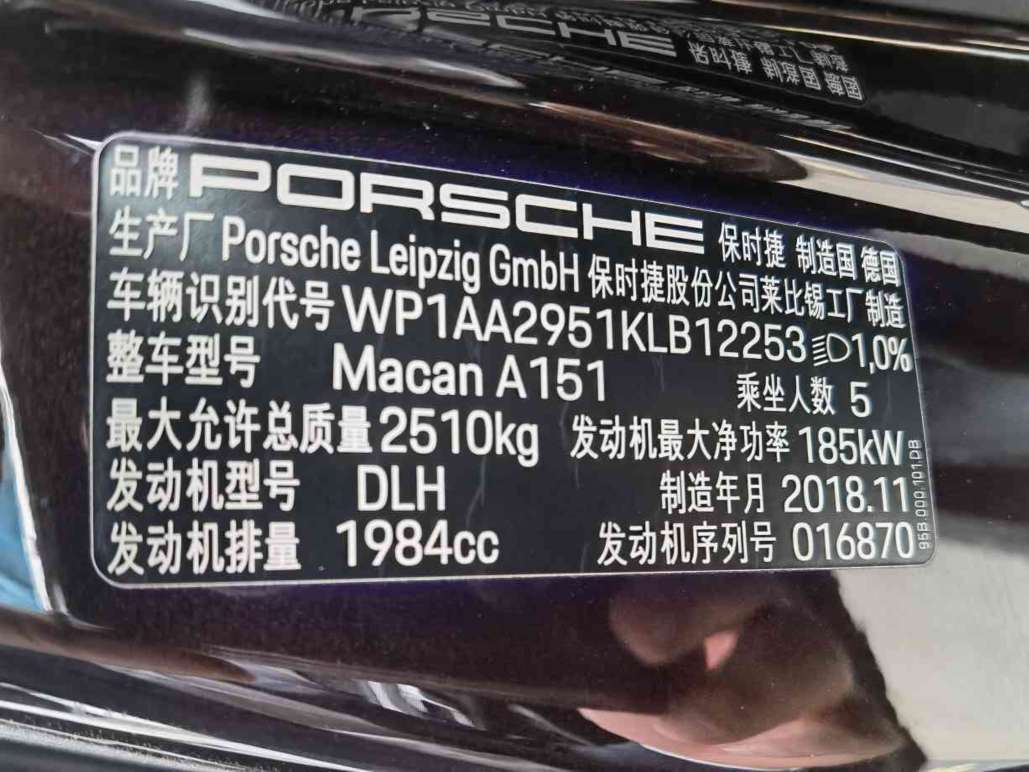 品牌 PORSCHE 保时捷 制造国 德国
生产厂 Porsche Leipzig GmbH 保时捷股份公司莱比锡工厂制造
车辆识别代号 WP1AA2951KLB12253 1,0%
整车型号 Macan A151 乘坐人数 5
最大允许总质量 2510kg 发动机最大净功率 185kW
发动机型号 DLH 制造年月 2018.11
发动机排量 1984cc 发动机序列号 016870
95B.000.101.DB